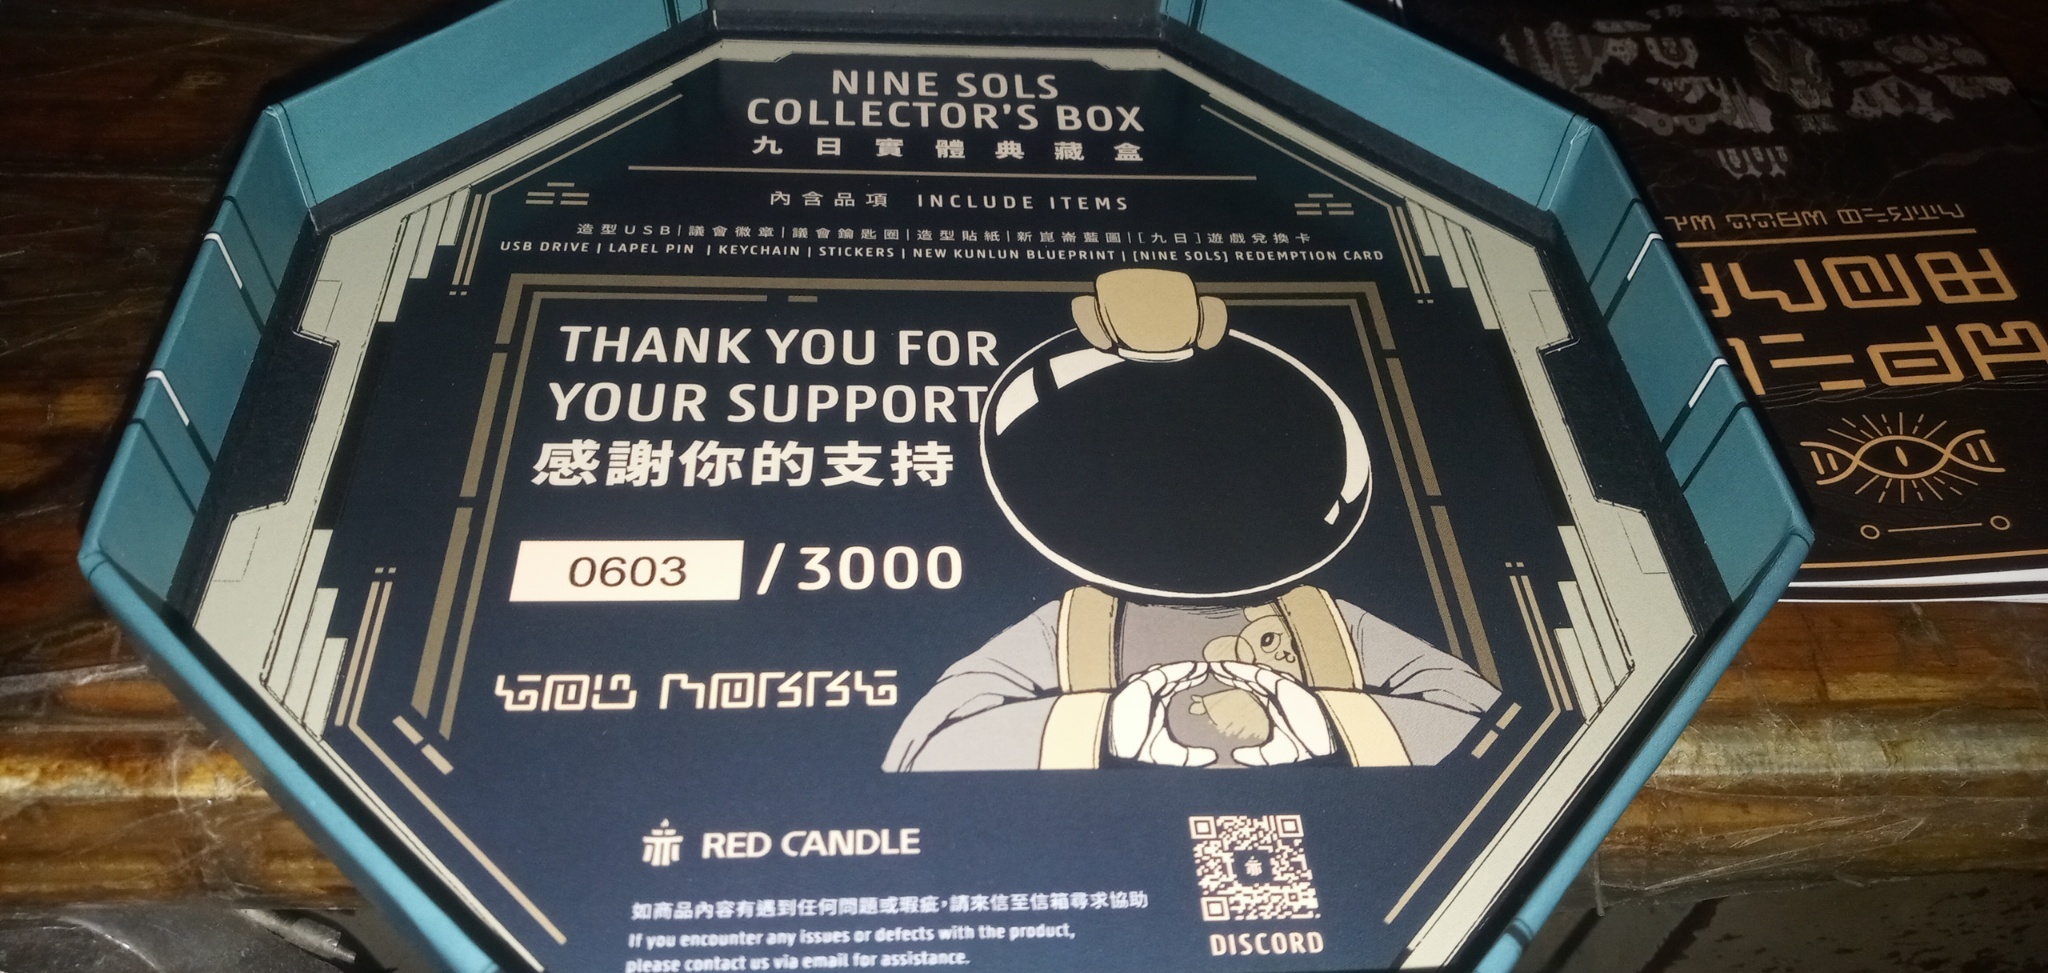 NINE SOLS
COLLECTOR'S BOX
九日實體典藏盒
內含品項 INCLUDE ITEMS
造型USB|議會徽章|議會鑰匙圈|造型貼紙|新崑崙藍圖|[九日]遊戲兌換卡
USB DRIVE | LAPEL PIN | KEYCHAIN | STICKERS | NEW KUNLUN BLUEPRINT | [NINE SOLS] REDEMPTION CARD
THANK YOU FOR
YOUR SUPPORT
感謝你的支持
0603 / 3000
RED CANDLE
如商品內容有遇到任何問題或瑕疵，請來信至信箱尋求協助
If you encounter any issues or defects with the product,
please contact us via email for assistance.
DISCORD